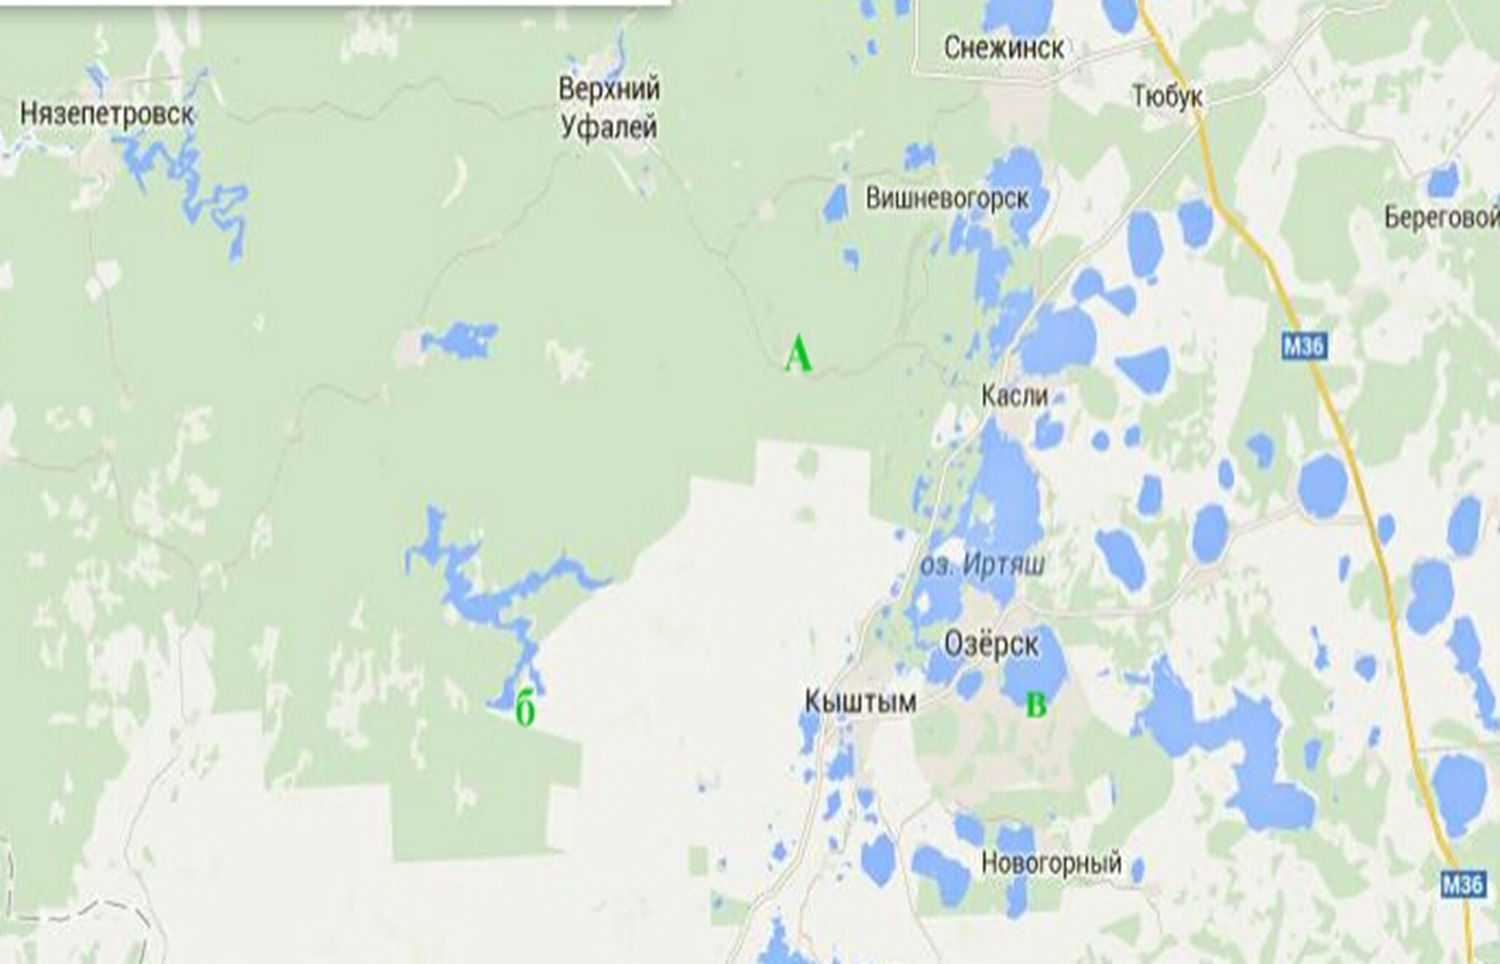 Снежинск
Верхний
Уфалей
Тюбук
Нязепетровск
Вишневогорск
Береговой
А
М36
Касли
оз. Иртяш
Озёрск
Кыштым
б
в
Новогорный
М36